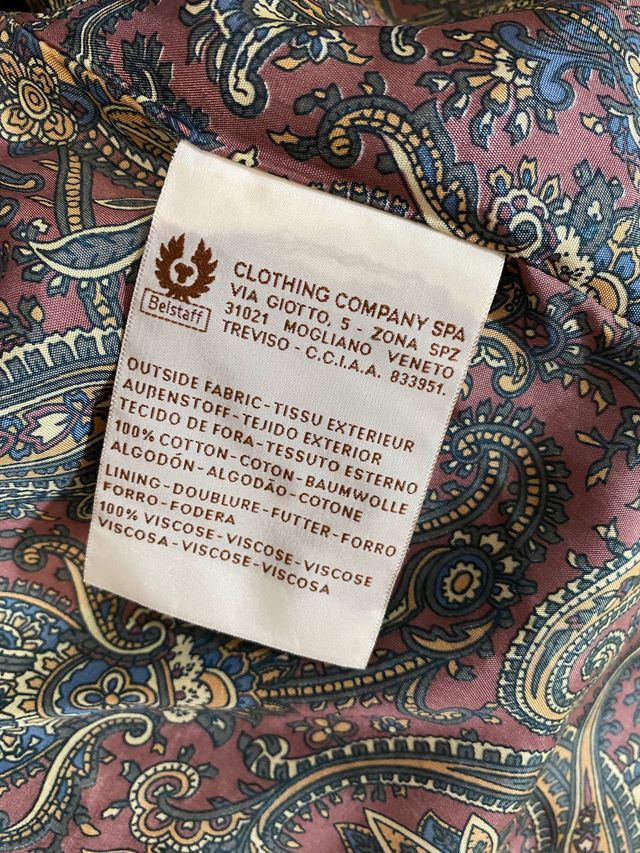 Belstaff
CLOTHING COMPANY SPA
VIA GIOTTO, 5 - ZONA SPZ
31021 MOGLIANO VENETO
TREVISO - C.C.I.A.A. 833951.
OUTSIDE FABRIC-TISSU EXTERIEUR
AUßENSTOFF-TEJIDO EXTERIOR
TECIDO DE FORA-TESSUTO ESTERNO
100% COTTON-COTON-BAUMWOLLE
ALGODÓN-ALGODÃO-COTONE
LINING-DOUBLURE-FUTTER-FORRO
FORRO-FODERA
100% VISCOSE-VISCOSE-VISCOSE
VISCOSA-VISCOSE-VISCOSA